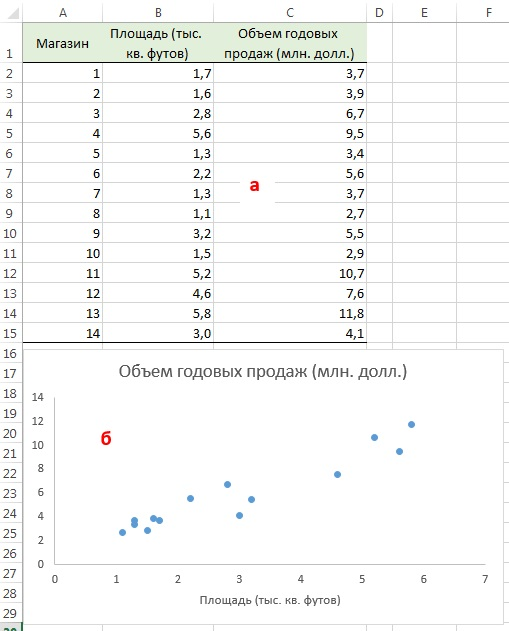 A B C D E F
1 Магазин Площадь (тыс. кв. футов) Объем годовых продаж (млн. долл.)
2 1 1,7 3,7
3 2 1,6 3,9
4 3 2,8 6,7
5 4 5,6 9,5
6 5 1,3 3,4
7 6 2,2 5,6
8 7 1,3 3,7
9 8 1,1 2,7
10 9 3,2 5,5
11 10 1,5 2,9
12 11 5,2 10,7
13 12 4,6 7,6
14 13 5,8 11,8
15 14 3,0 4,1
а
16
17
18
19
20
21
22
23
24
25
26
27
28
29
Объем годовых продаж (млн. долл.)
б
14
12
10
8
6
4
2
0
0 1 2 3 4 5 6 7
Площадь (тыс. кв. футов)